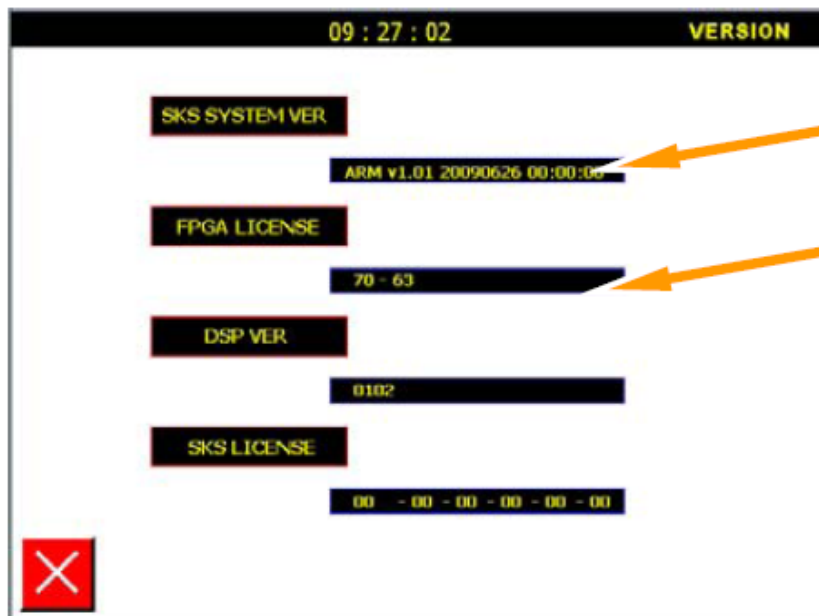 09 : 27 : 02 VERSION
SKS SYSTEM VER
ARM v1.01 20090626 00:00:00
FPGA LICENSE
70 - 63
DSP VER
0102
SKS LICENSE
00 - 00 - 00 - 00 - 00 - 00